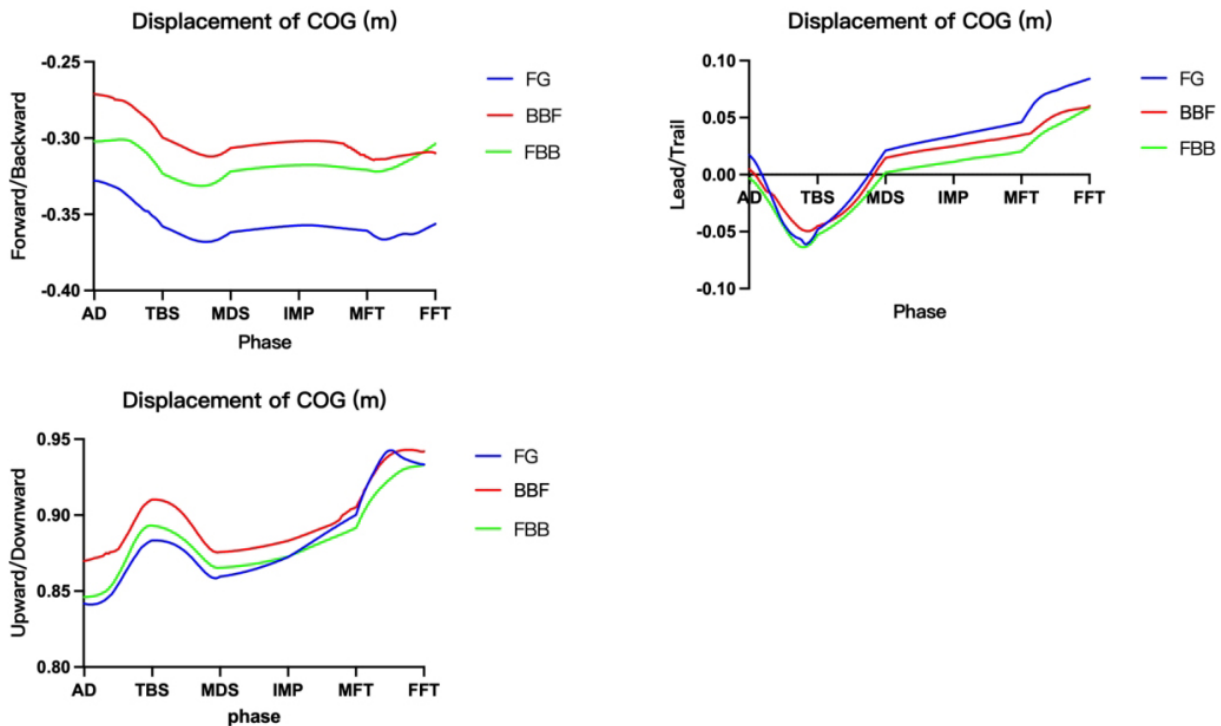 Displacement of COG (m)
Forward/Backward
-0.25
-0.30
-0.35
-0.40
AD TBS MDS IMP MFT FFT
Phase
FG
BBF
FBB
Displacement of COG (m)
Lead/Trail
0.10
0.05
0.00
-0.05
-0.10
AD TBS MDS IMP MFT FFT
Phase
FG
BBF
FBB
Displacement of COG (m)
Upward/Downward
0.95
0.90
0.85
0.80
AD TBS MDS IMP MFT FFT
phase
FG
BBF
FBB